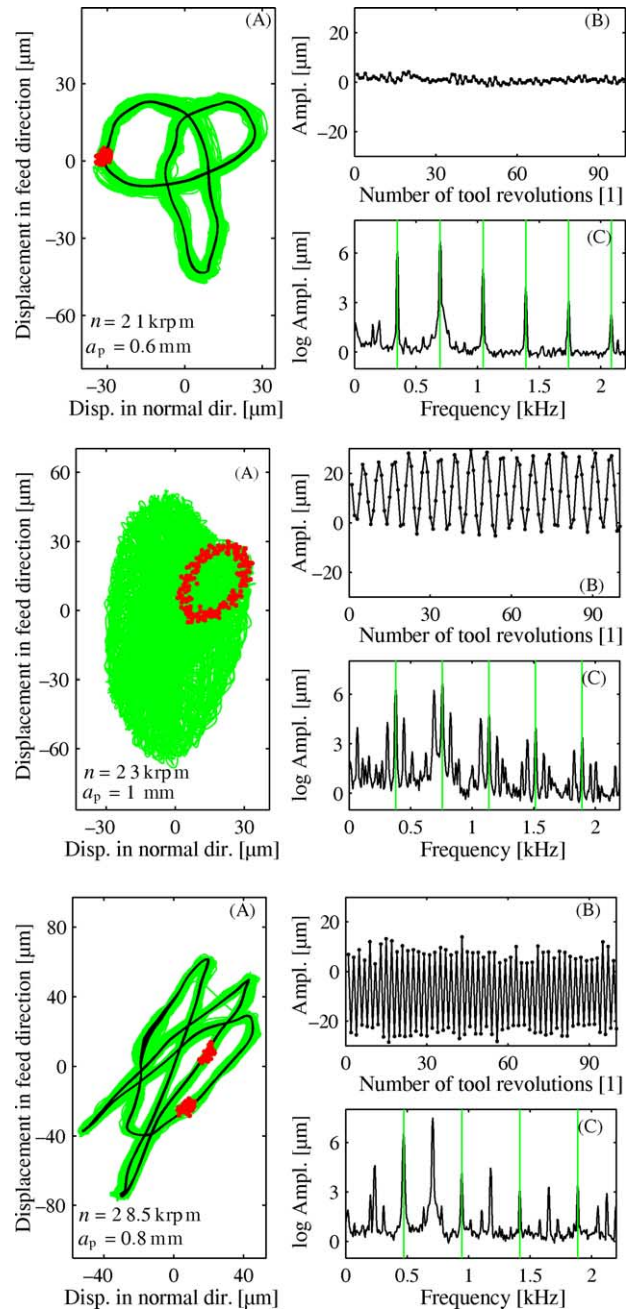 (A)
60
30
0
−30
−60
Displacement in feed direction [μm]
n = 21 krpm
a_p = 0.6 mm
−30 0 30
Disp. in normal dir. [μm]
(B)
30
0
−30
Ampl. [μm]
0 30 60 90
Number of tool revolutions [1]
(C)
6
3
0
log Ampl. [μm]
0 0.5 1 1.5 2
Frequency [kHz]
(A)
60
30
0
−30
−60
Displacement in feed direction [μm]
n = 23 krpm
a_p = 1 mm
−30 0 30
Disp. in normal dir. [μm]
20
0
−20
Ampl. [μm]
(B)
0 30 60 90
Number of tool revolutions [1]
(C)
6
3
0
log Ampl. [μm]
0 0.5 1 1.5 2
Frequency [kHz]
(A)
80
40
0
−40
−80
Displacement in feed direction [μm]
n = 28.5 krpm
a_p = 0.8 mm
−40 0 40
Disp. in normal dir. [μm]
(B)
20
0
−20
Ampl. [μm]
0 30 60 90
Number of tool revolutions [1]
(C)
6
3
0
log Ampl. [μm]
0 0.5 1 1.5 2
Frequency [kHz]